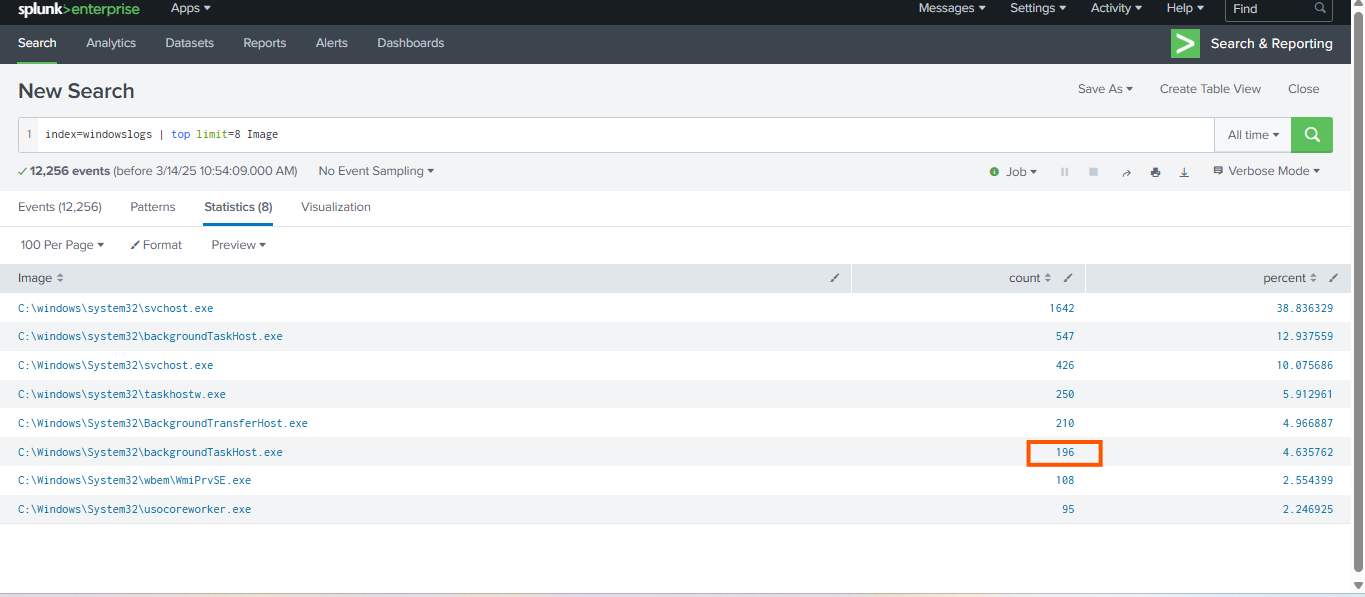 splunk>enterprise Apps Messages Settings Activity Help Find
Search Analytics Datasets Reports Alerts Dashboards Search & Reporting
New Search Save As Create Table View Close
1 index=windowslogs | top limit=8 Image All time
12,256 events (before 3/14/25 10:54:09.000 AM) No Event Sampling Job Verbose Mode
Events (12,256) Patterns Statistics (8) Visualization
100 Per Page Format Preview
Image count percent
C:\windows\system32\svchost.exe 1642 38.836329
C:\windows\system32\backgroundTaskHost.exe 547 12.937559
C:\Windows\System32\svchost.exe 426 10.075686
C:\windows\system32\taskhostw.exe 250 5.912961
C:\Windows\System32\BackgroundTransferHost.exe 210 4.966887
C:\Windows\System32\backgroundTaskHost.exe 196 4.635762
C:\Windows\System32\wbem\WmiPrvSE.exe 108 2.554399
C:\Windows\System32\usocoreworker.exe 95 2.246925